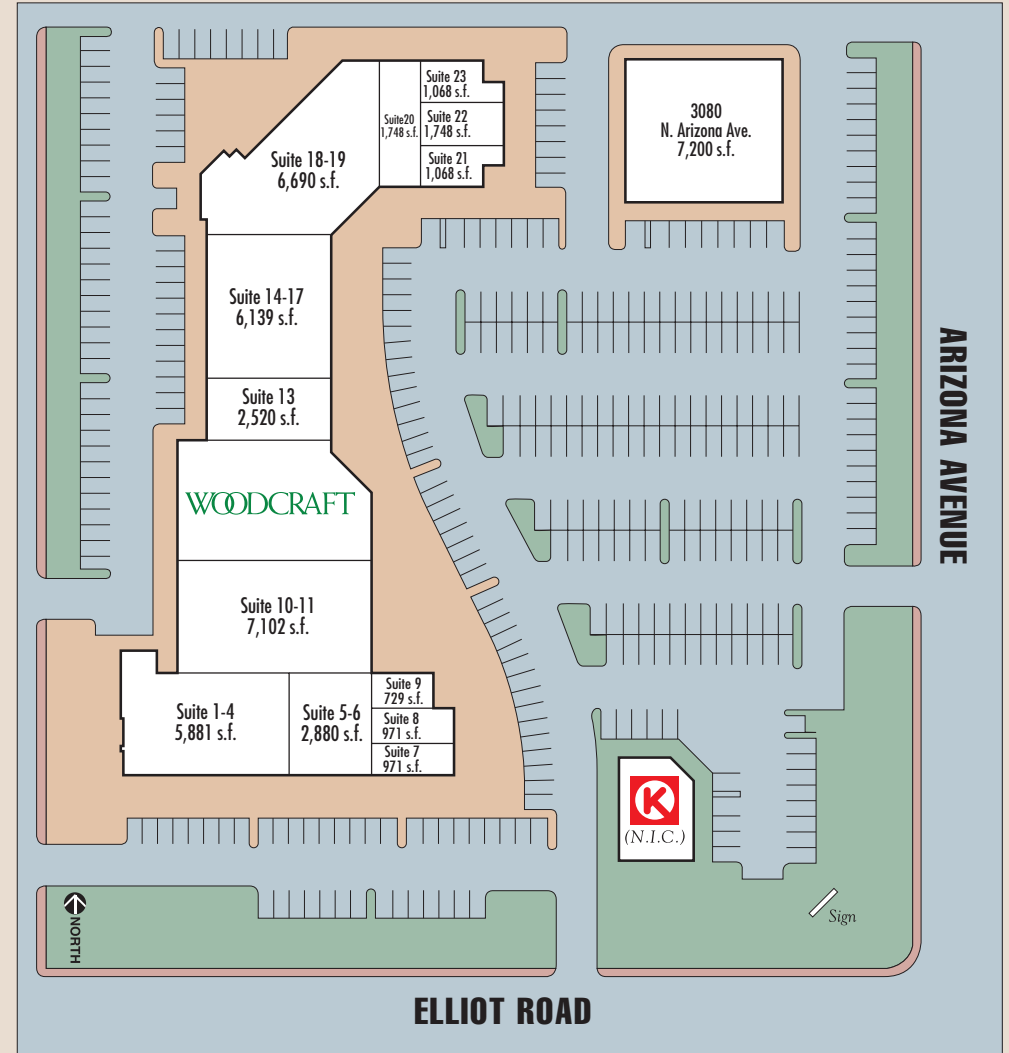 Suite 23
1,068 s.f.
Suite20
1,748 s.f.
Suite 22
1,748 s.f.
Suite 21
1,068 s.f.
3080
N. Arizona Ave.
7,200 s.f.
Suite 18-19
6,690 s.f.
Suite 14-17
6,139 s.f.
Suite 13
2,520 s.f.
ARIZONA AVENUE
WOODCRAFT
Suite 10-11
7,102 s.f.
Suite 9
729 s.f.
Suite 1-4
5,881 s.f.
Suite 5-6
2,880 s.f.
Suite 8
971 s.f.
Suite 7
971 s.f.
K
(N.I.C.)
Sign
NORTH
ELLIOT ROAD